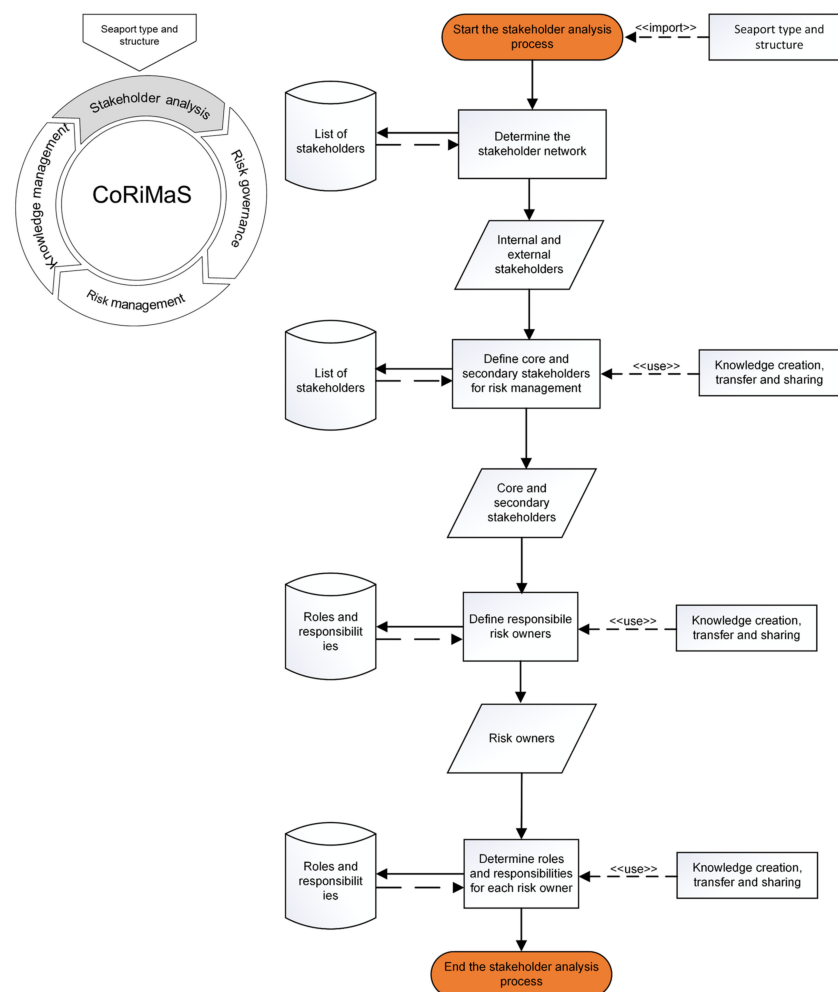 Seaport type and
structure
Stakeholder analysis
Risk governance
Risk management
Knowledge management
CoRiMaS
Start the stakeholder analysis
process
<<import>>
Seaport type and
structure
List of
stakeholders
Determine the
stakeholder network
Internal and
external
stakeholders
List of
stakeholders
Define core and
secondary stakeholders
for risk management
<<use>>
Knowledge creation,
transfer and sharing
Core and
secondary
stakeholders
Roles and
responsibilit
ies
Define responsibile
risk owners
<<use>>
Knowledge creation,
transfer and sharing
Risk owners
Roles and
responsibilit
ies
Determine roles
and responsibilities
for each risk owner
<<use>>
Knowledge creation,
transfer and sharing
End the stakeholder analysis
process